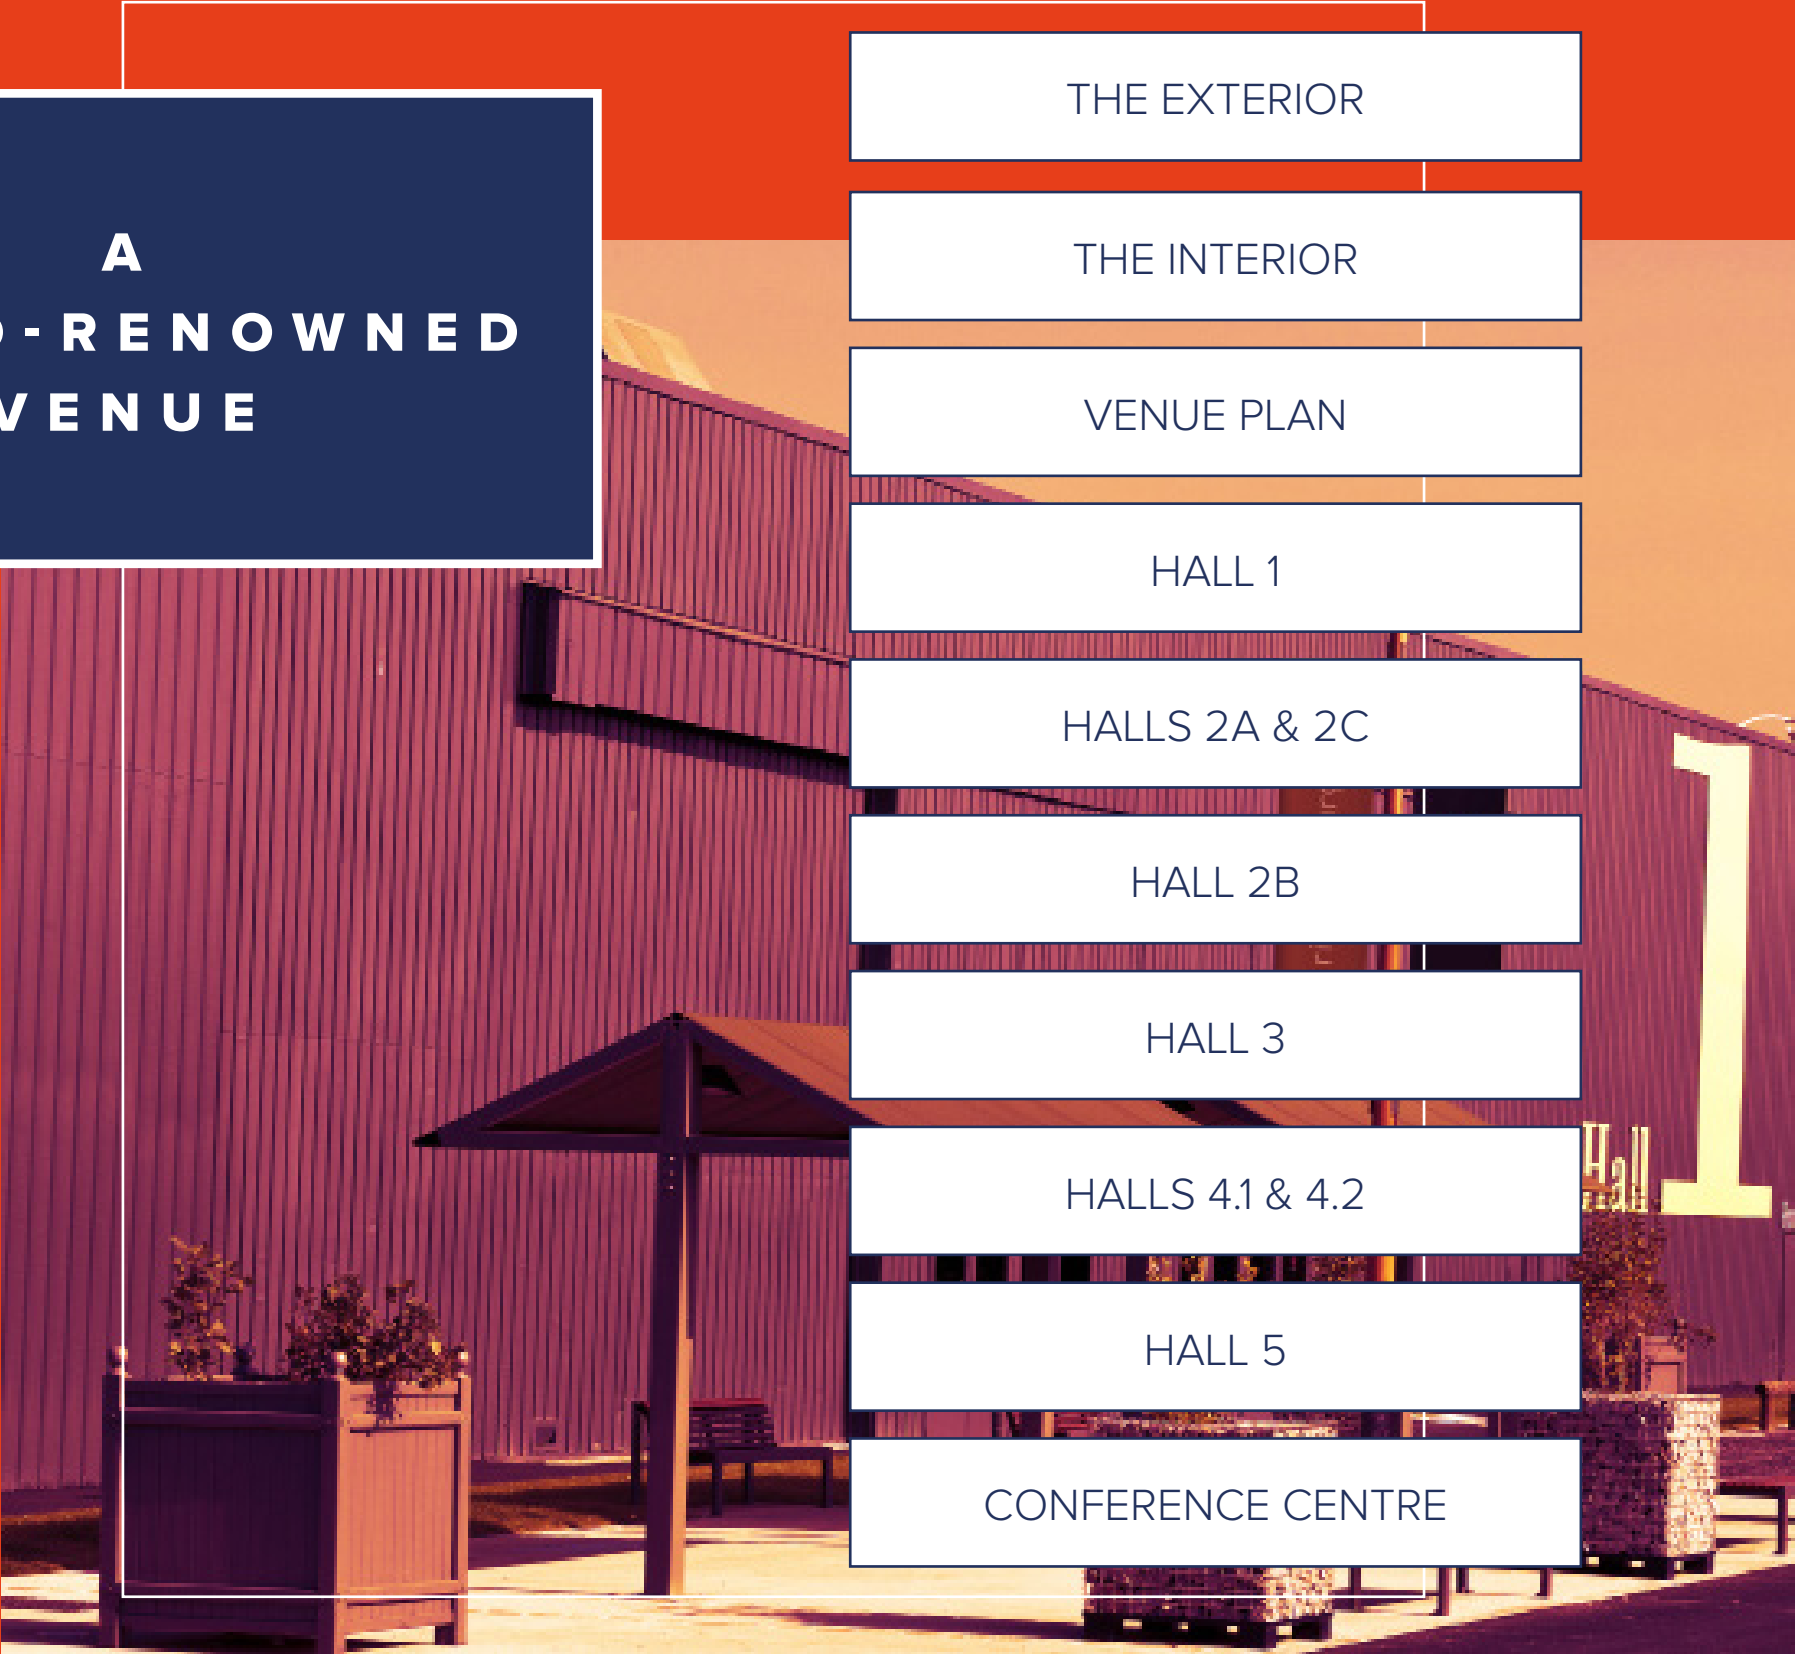 A
-RENOWNED
VENUE
THE EXTERIOR
THE INTERIOR
VENUE PLAN
HALL 1
HALLS 2A & 2C
HALL 2B
HALL 3
HALLS 4.1 & 4.2
HALL 5
CONFERENCE CENTRE
Hall 1